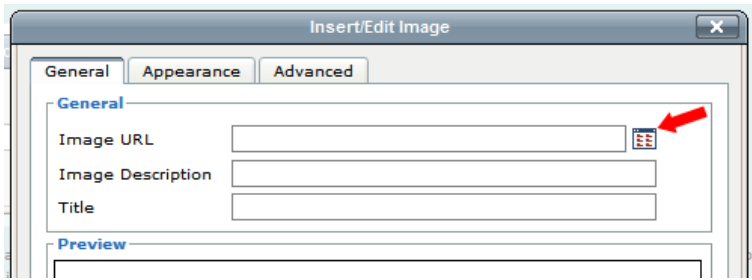 Insert/Edit Image
General Appearance Advanced
General
Image URL
Image Description
Title
Preview